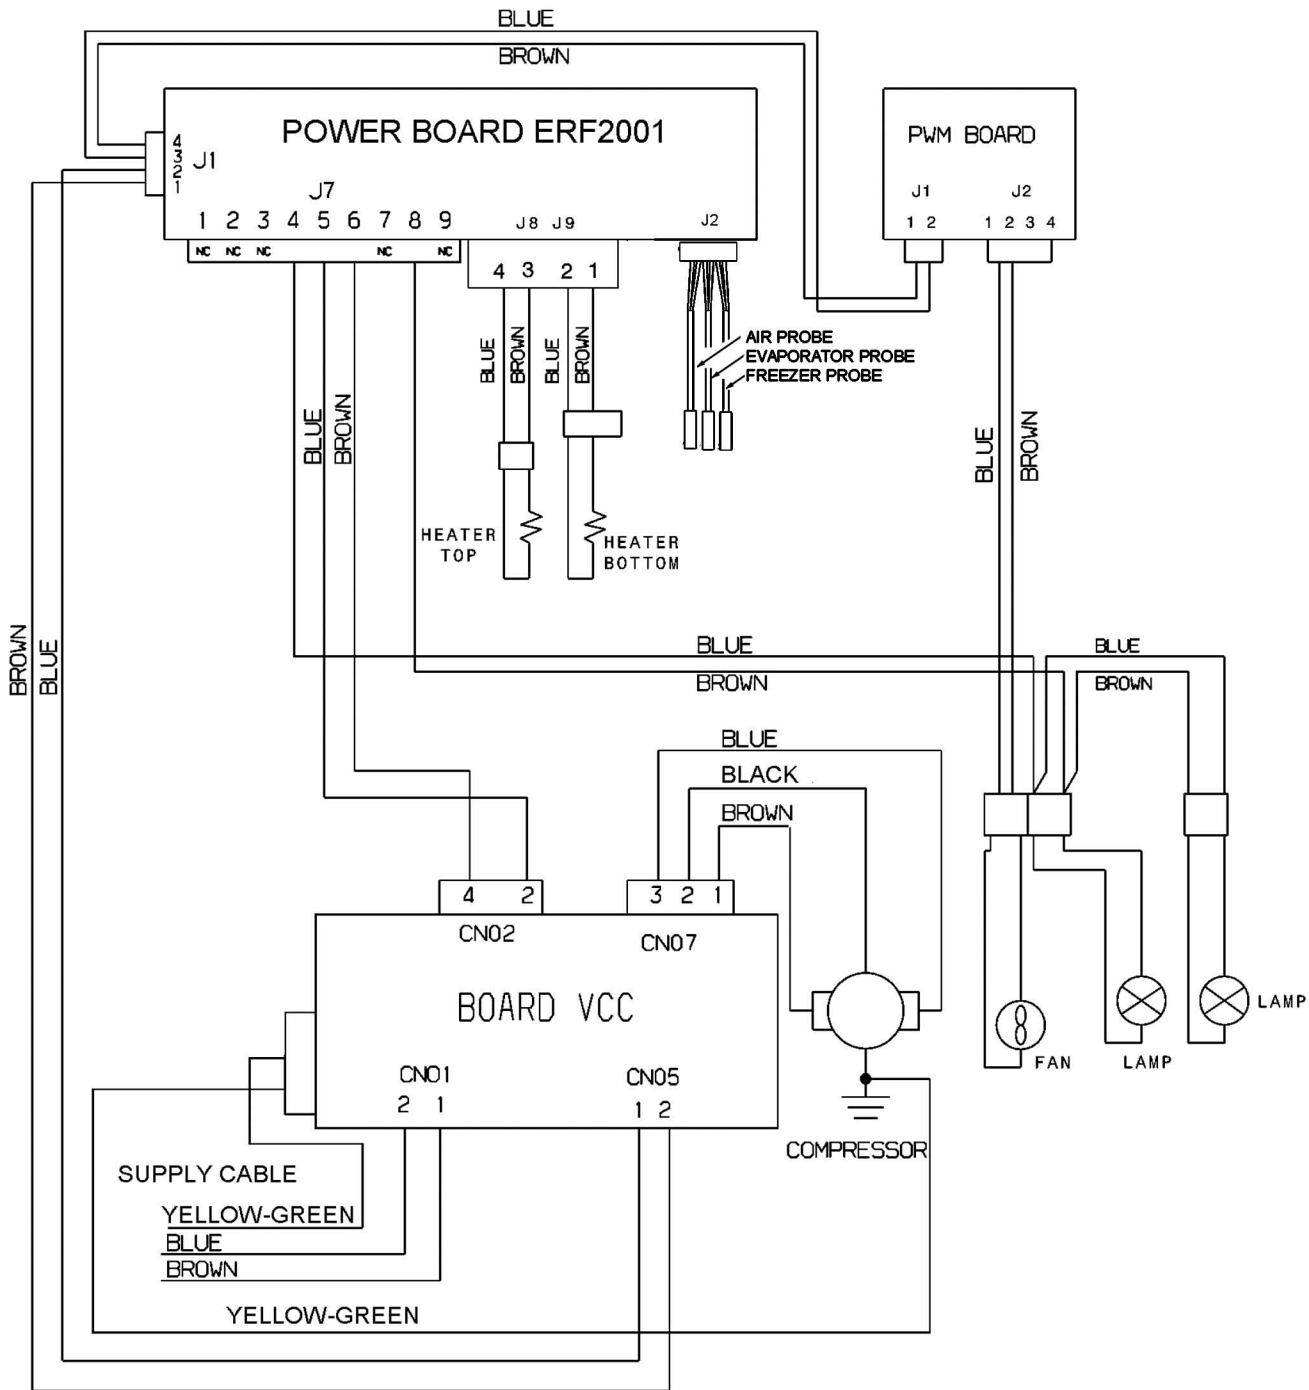 BLUE
BROWN
POWER BOARD ERF2001
PWM BOARD
4
3
2
1
J1
J7
1 2 3 4 5 6 7 8 9
NC NC NC NC NC
J8 J9
4 3 2 1
J2
J1 J2
1 2 1 2 3 4
BLUE
BROWN
BLUE
BROWN
AIR PROBE
EVAPORATOR PROBE
FREEZER PROBE
BLUE
BROWN
BLUE
BROWN
HEATER
TOP
HEATER
BOTTOM
BROWN
BLUE
BLUE
BROWN
BLUE
BROWN
BLUE
BLACK
BROWN
4 2
CN02
3 2 1
CN07
BOARD VCC
CN01
2 1
CN05
1 2
LAMP
FAN
LAMP
COMPRESSOR
SUPPLY CABLE
YELLOW-GREEN
BLUE
BROWN
YELLOW-GREEN